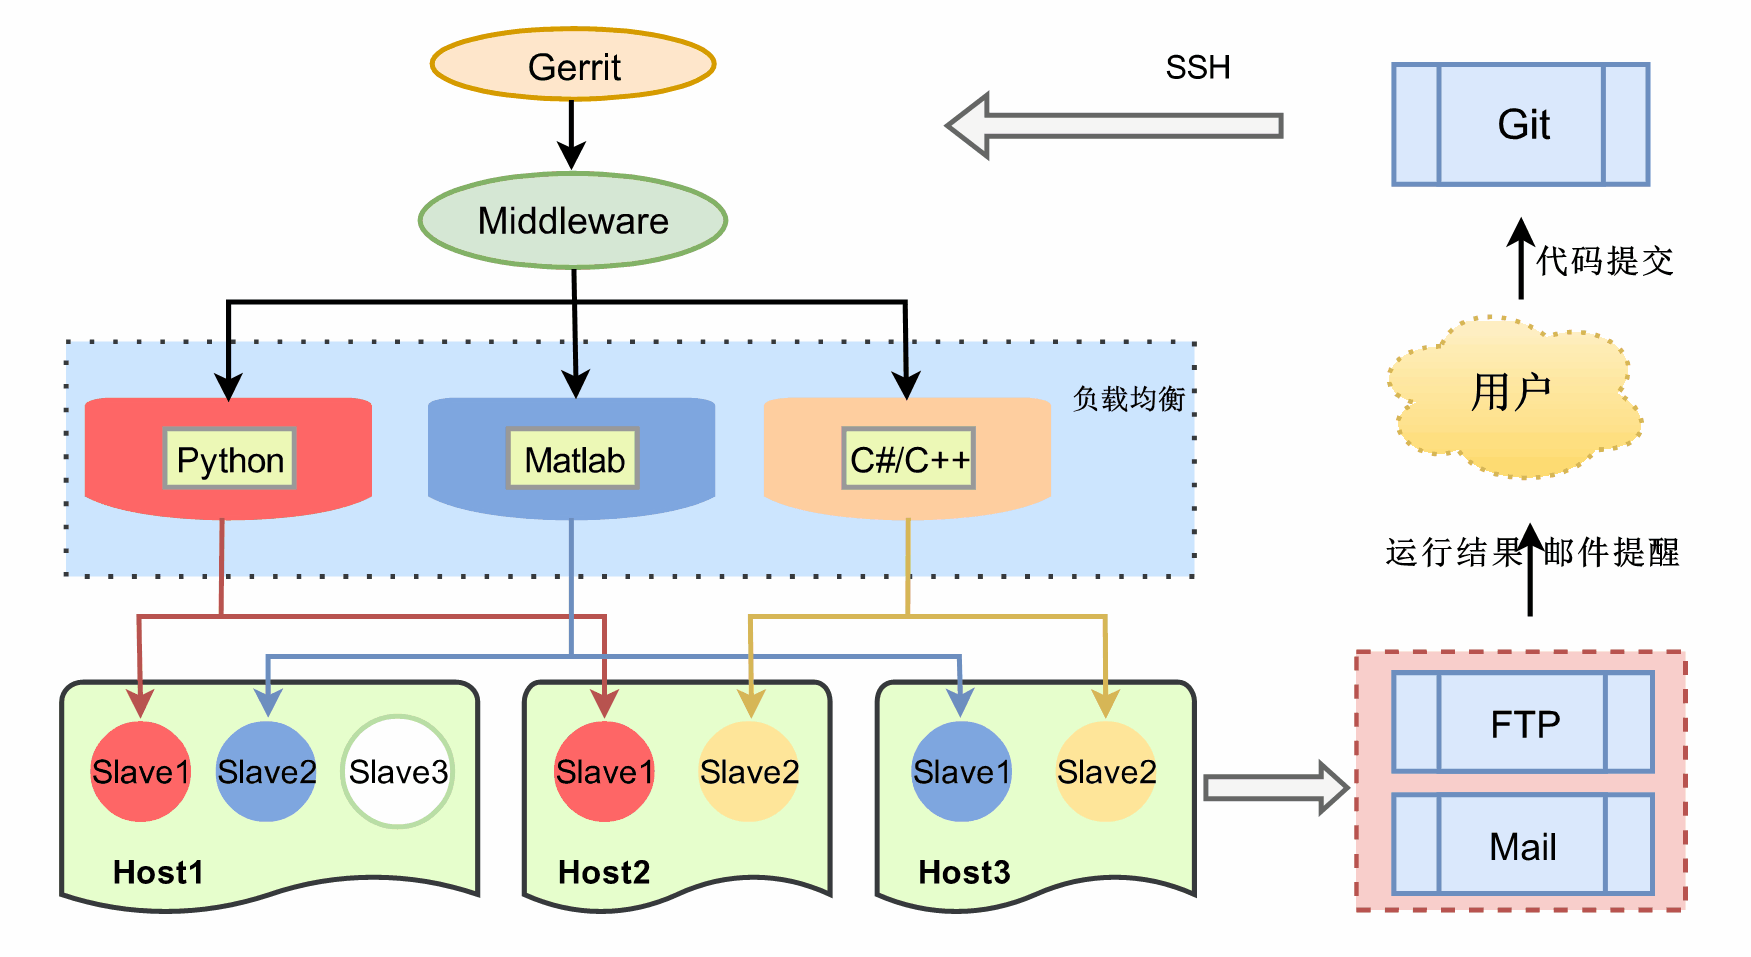 Gerrit
SSH
Git
Middleware
代码提交
负载均衡
用户
Python
Matlab
C#/C++
运行结果 邮件提醒
Slave1
Slave2
Slave3
Slave1
Slave2
Slave1
Slave2
FTP
Mail
Host1
Host2
Host3